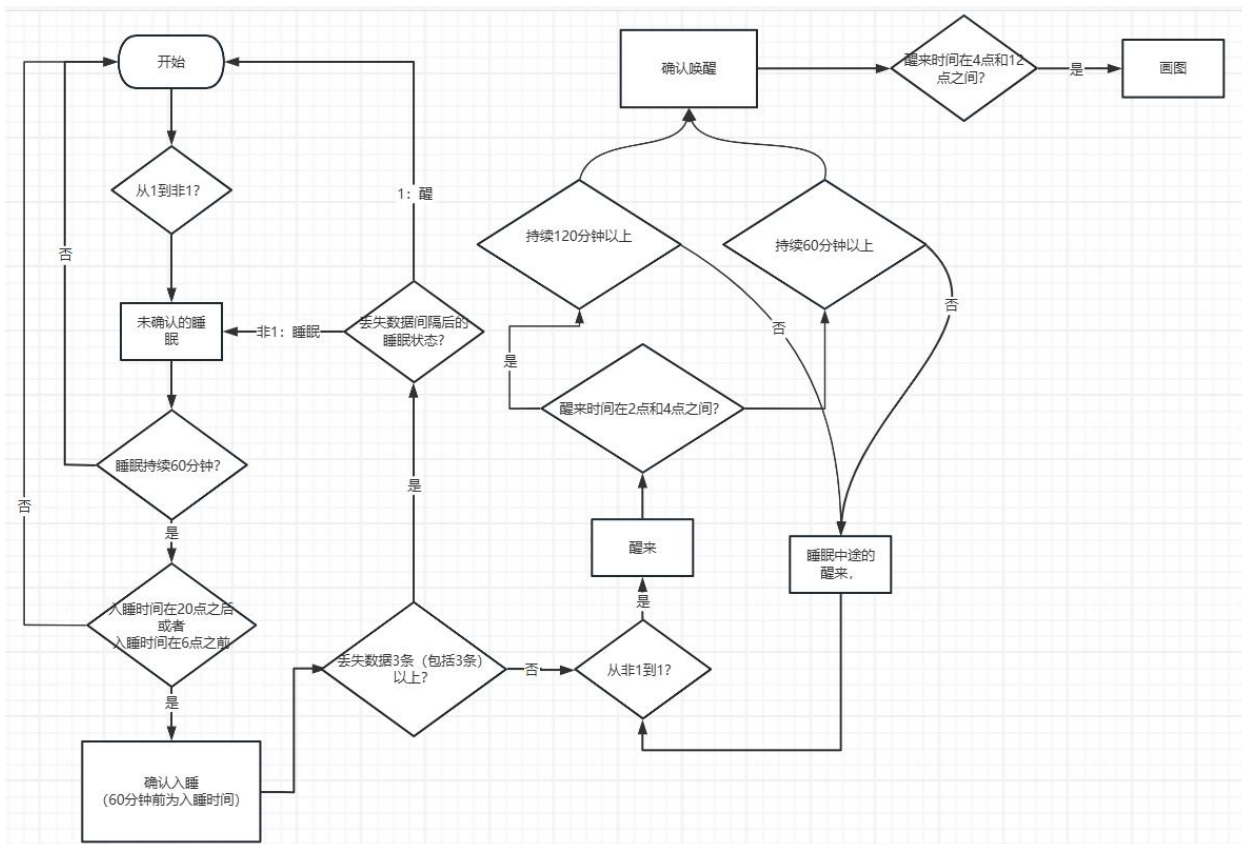 开始
从1到非1?
否
未确认的睡
眠
睡眠持续60分钟?
是
否
入睡时间在20点之后
或者
入睡时间在6点之前
是
确认入睡
（60分钟前为入睡时间）
丢失数据3条（包括3条）
以上?
是
丢失数据间隔后的
睡眠状态?
非1：睡眠
1：醒
否
从非1到1?
是
醒来
醒来时间在2点和4点之间?
是
持续120分钟以上
否
持续60分钟以上
否
睡眠中途的
醒来，
确认唤醒
醒来时间在4点和12
点之间?
是
画图